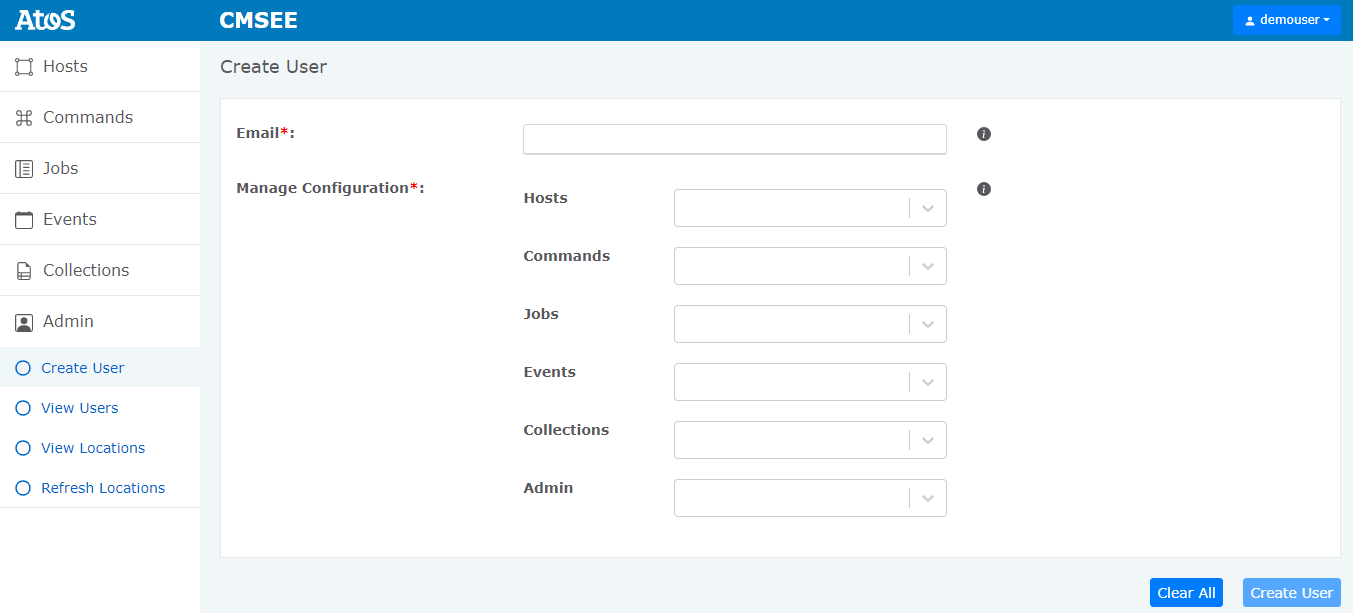 Atos
CMSEE
demouser
Hosts
Commands
Jobs
Events
Collections
Admin
Create User
View Users
View Locations
Refresh Locations
Create User
Email*:
Manage Configuration*:
Hosts
Commands
Jobs
Events
Collections
Admin
Clear All
Create User